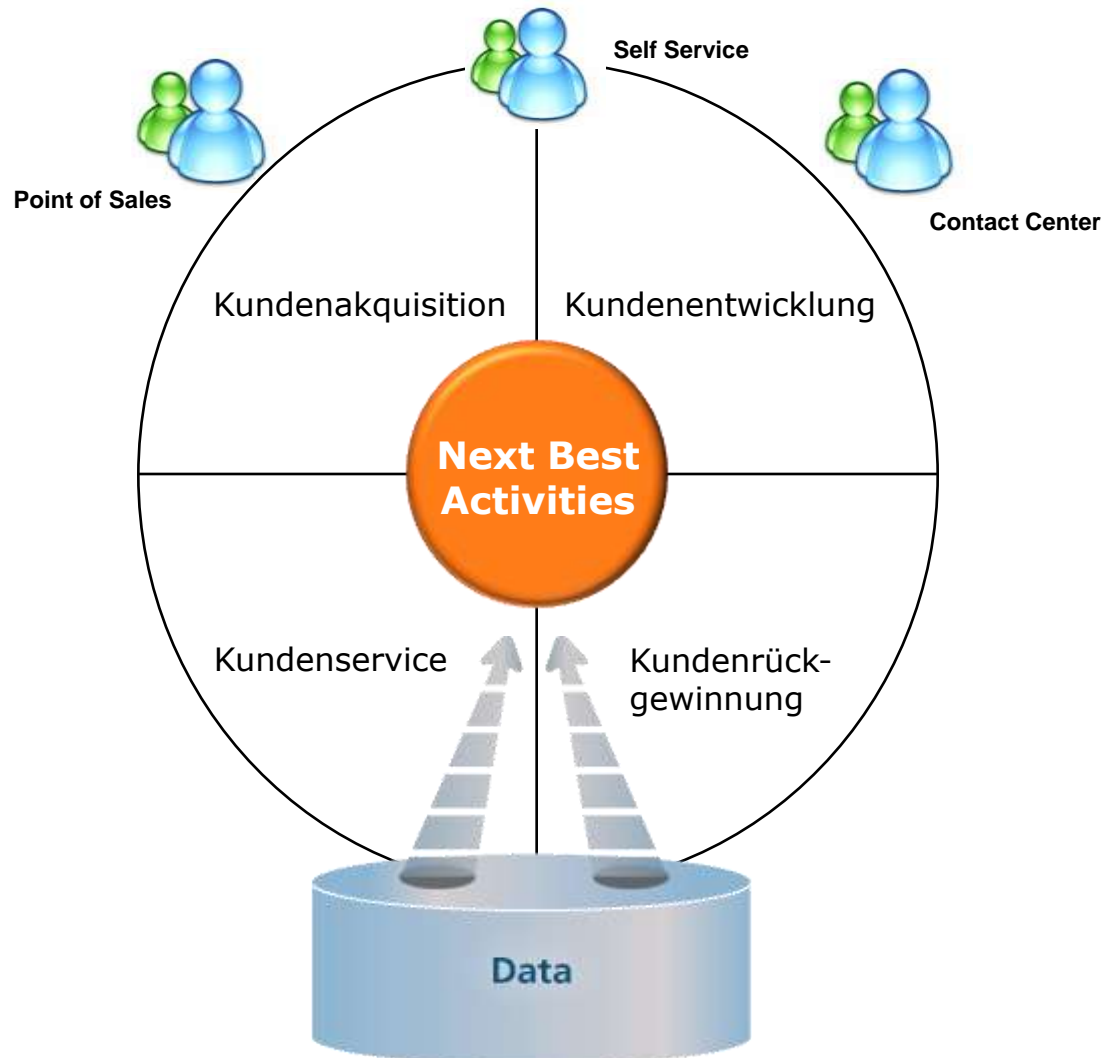 Self Service
Point of Sales
Contact Center
Kundenakquisition
Kundenentwicklung
Next Best
Activities
Kundenservice
Kundenrück-
gewinnung
Data